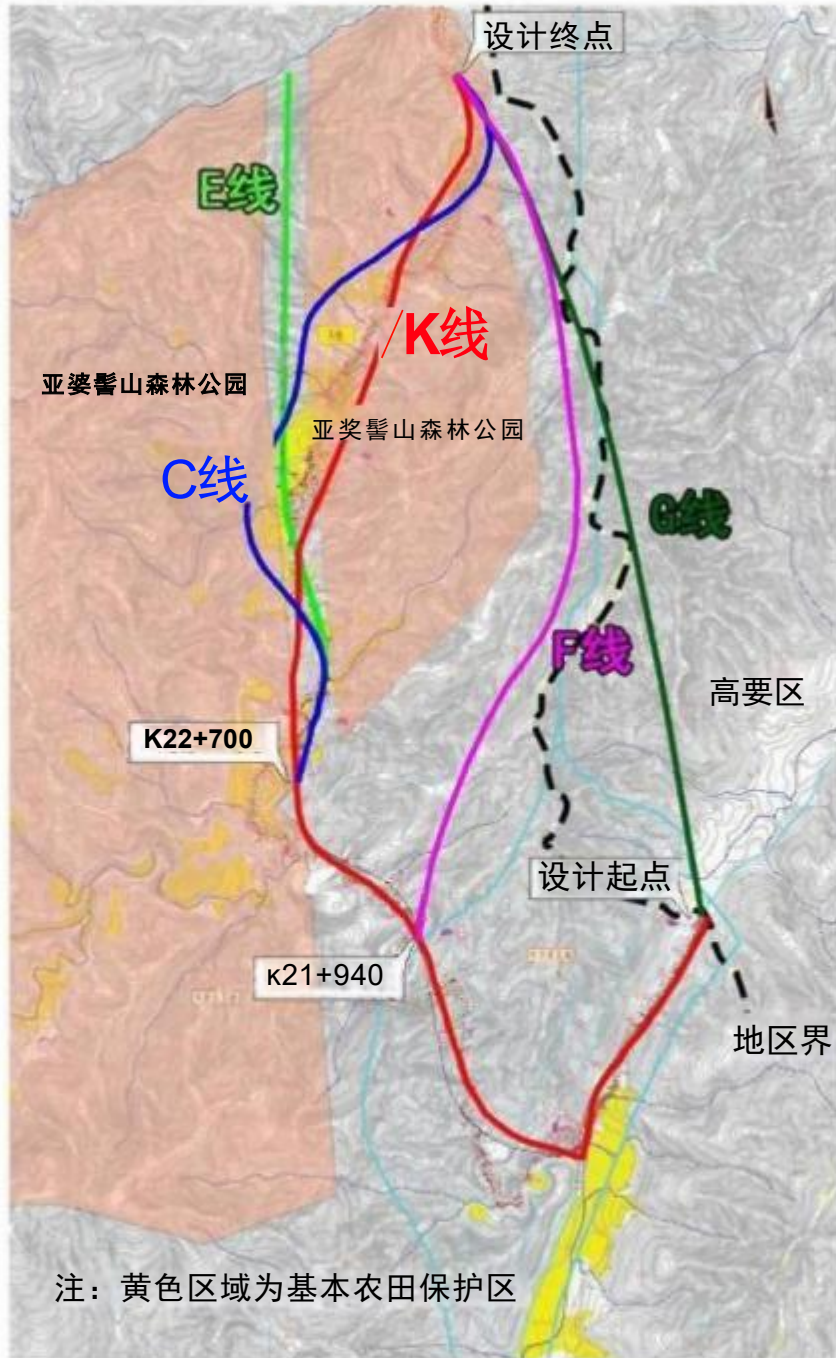 设计终点
E线
/K线
亚婆髻山森林公园
亚奖髻山森林公园
C线
G线
F线
高要区
K22+700
设计起点
κ21+940
地区界
注：黄色区域为基本农田保护区